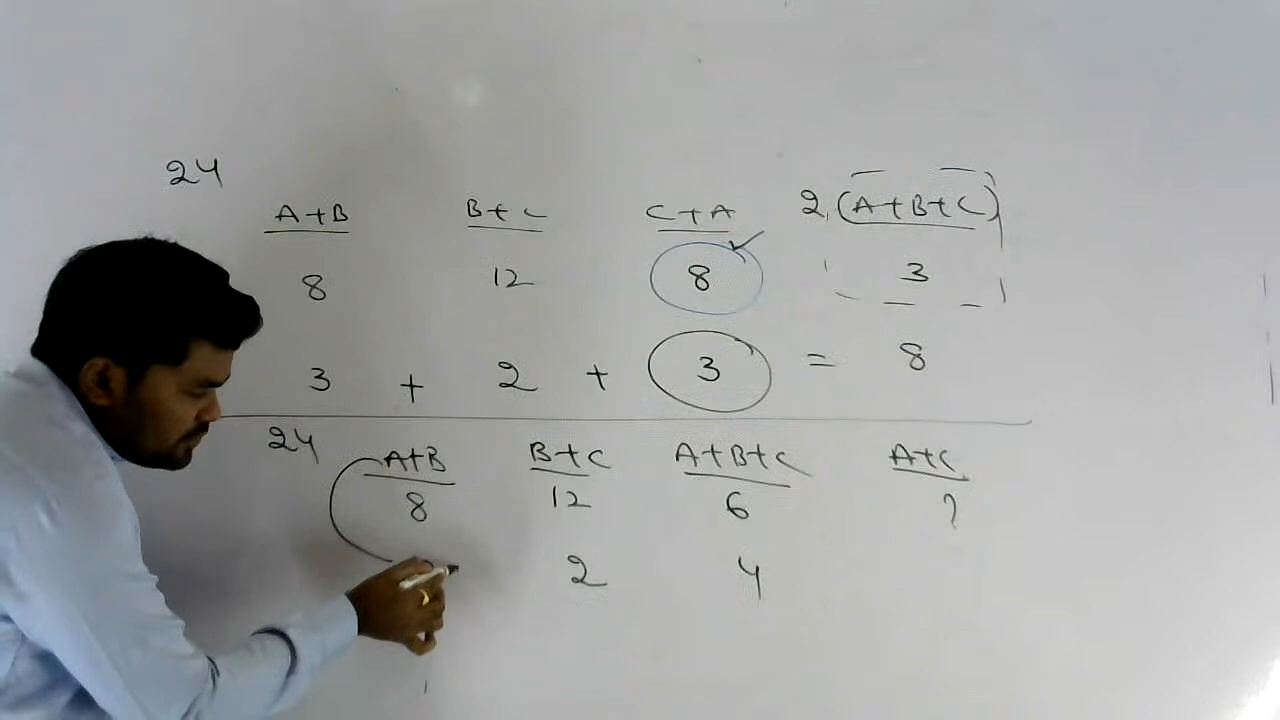 24
A+B B+C C+A 2(A+B+C)
8 12 8 3
3 + 2 + 3 = 8
24 A+B B+C A+B+C A+C
8 12 6 ?
2 4